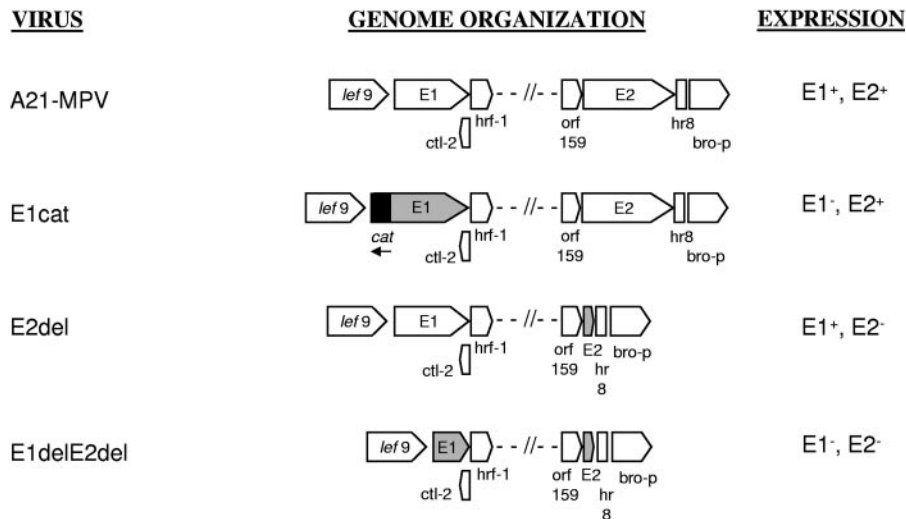 VIRUS GENOME ORGANIZATION EXPRESSION
A21-MPV lef 9 E1 - - -//- - - E2 E1⁺, E2⁺
hrf-1 orf hr8
ctl-2 159 bro-p
E1cat lef 9 E1 - - -//- - - E2 E1⁻, E2⁺
cat hrf-1 orf hr8
ctl-2 159 bro-p
E2del lef 9 E1 - - -//- - - E1⁺, E2⁻
hrf-1 orf E2 bro-p
ctl-2 159 hr
8
E1delE2del lef 9 E1 - - -//- - - E1⁻, E2⁻
hrf-1 orf E2 bro-p
ctl-2 159 hr
8